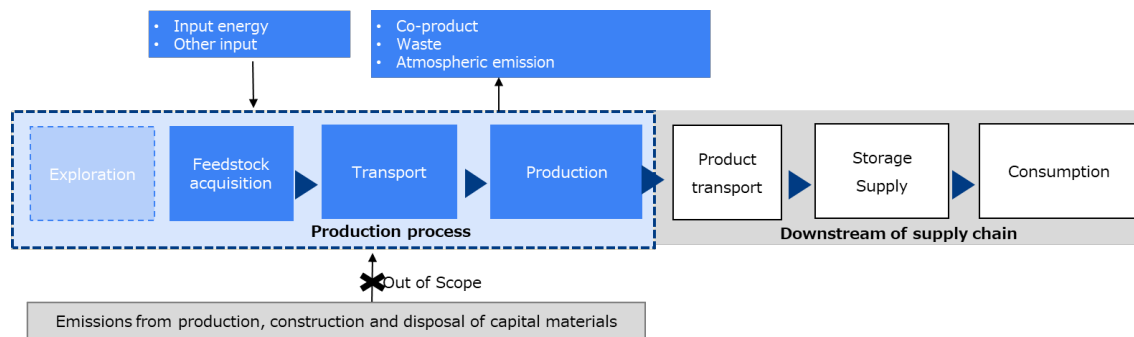 • Input energy
• Other input
• Co-product
• Waste
• Atmospheric emission
Exploration
Feedstock
acquisition
Transport
Production
Product
transport
Storage
Supply
Consumption
Production process
Downstream of supply chain
Out of Scope
Emissions from production, construction and disposal of capital materials